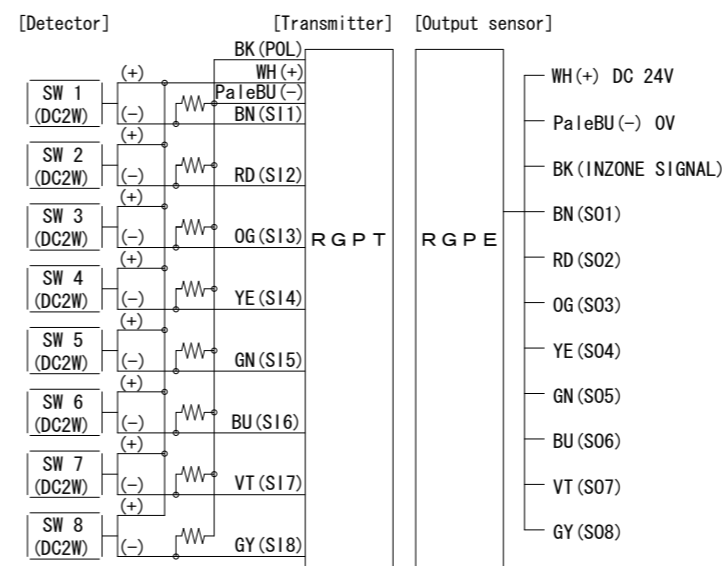 [Detector] [Transmitter] [Output sensor]
BK(POL)
(+) WH(+) WH(+) DC 24V
SW 1 PaleBU(-)
(DC2W) (-) BN(SI1) PaleBU(-) 0V
(+)
SW 2 BK(INZONE SIGNAL)
(DC2W) (-) RD(SI2)
(+)
SW 3 BN(SO1)
(DC2W) (-) OG(SI3) RGPT RGPE
(+) RD(SO2)
SW 4
(DC2W) (-) YE(SI4) OG(SO3)
(+)
SW 5 YE(SO4)
(DC2W) (-) GN(SI5)
(+) GN(SO5)
SW 6
(DC2W) (-) BU(SI6)
(+) BU(SO6)
SW 7
(DC2W) (-) VT(SI7) VT(SO7)
(+)
SW 8 GY(SO8)
(DC2W) (-) GY(SI8)